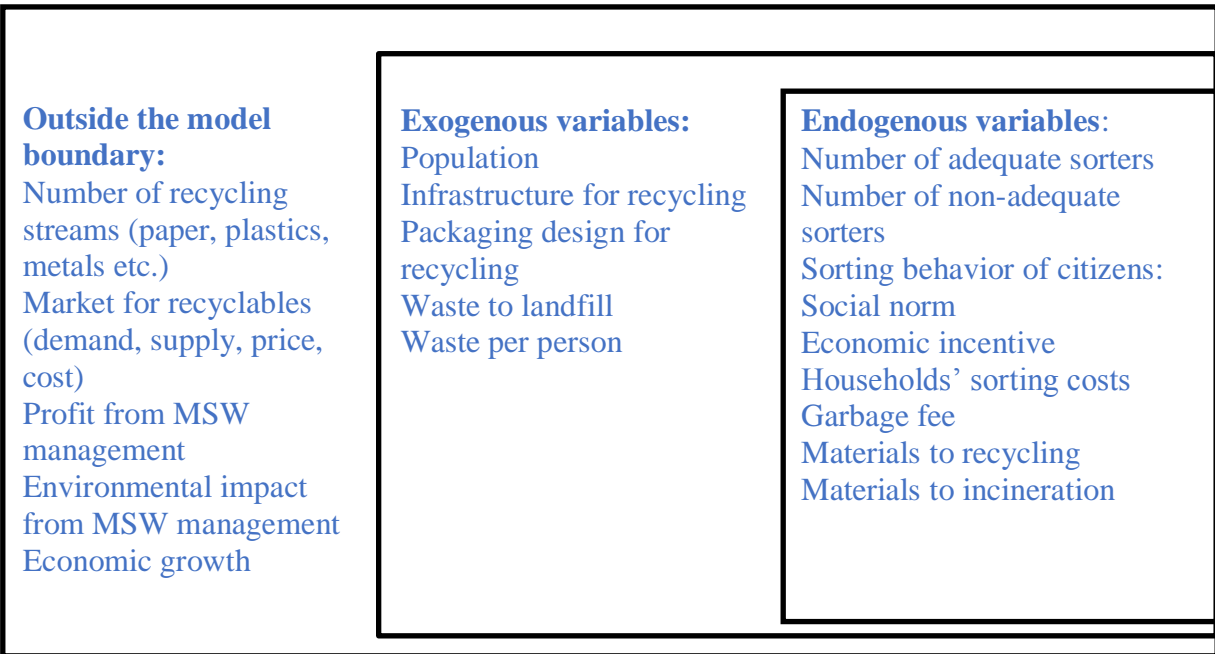 Outside the model
boundary:
Number of recycling
streams (paper, plastics,
metals etc.)
Market for recyclables
(demand, supply, price,
cost)
Profit from MSW
management
Environmental impact
from MSW management
Economic growth
Exogenous variables:
Population
Infrastructure for recycling
Packaging design for
recycling
Waste to landfill
Waste per person
Endogenous variables:
Number of adequate sorters
Number of non-adequate
sorters
Sorting behavior of citizens:
Social norm
Economic incentive
Households’ sorting costs
Garbage fee
Materials to recycling
Materials to incineration